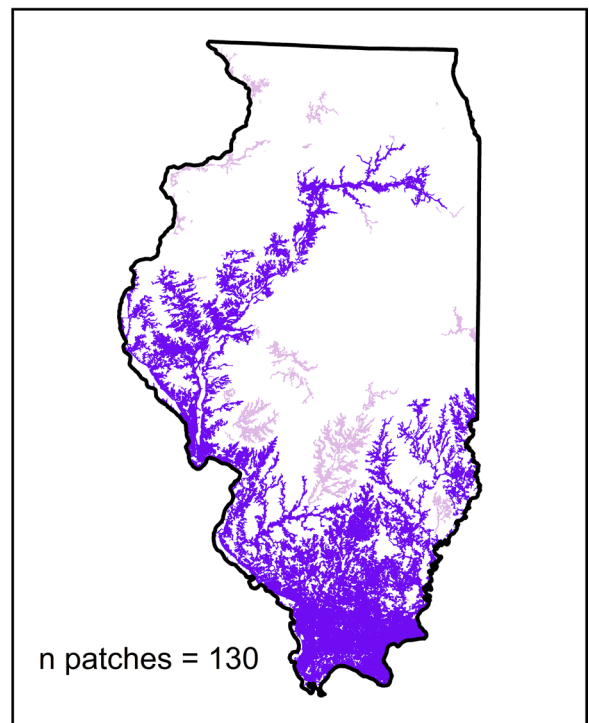 n patches = 130